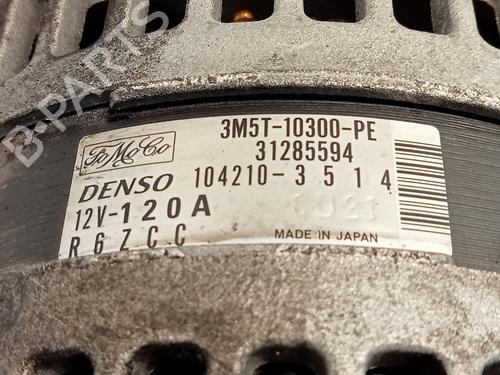 B-PARTS
3M5T-10300-PE
FoMoCo
31285594
DENSO 104210-3514
12V-120A
R6ZCC MADE IN JAPAN